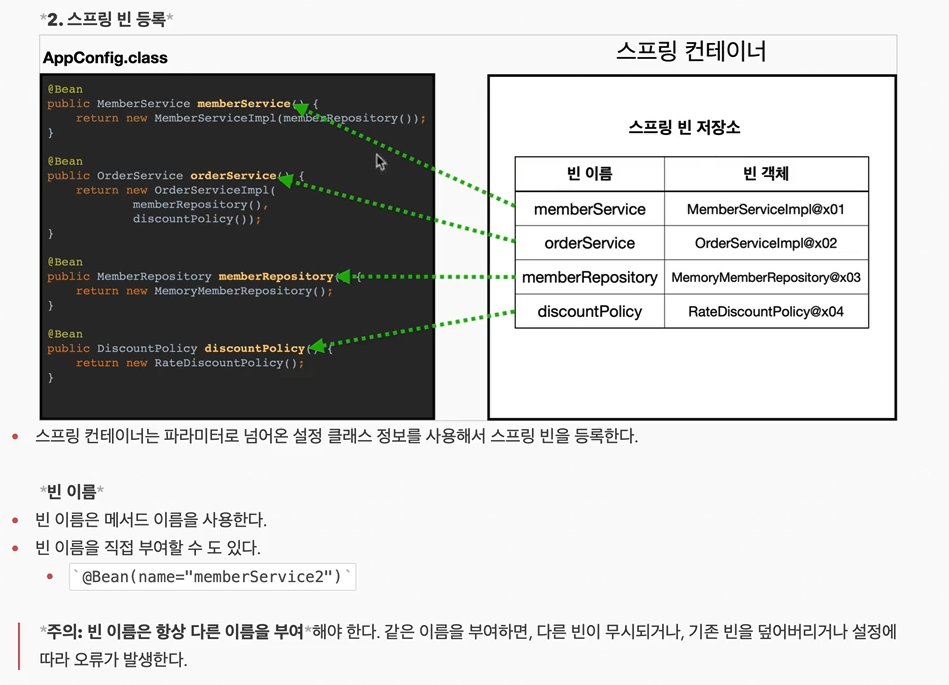 *2. 스프링 빈 등록*
AppConfig.class
스프링 컨테이너
@Bean
public MemberService memberService() {
return new MemberServiceImpl(memberRepository());
}
@Bean
public OrderService orderService() {
return new OrderServiceImpl(
memberRepository(),
discountPolicy());
}
@Bean
public MemberRepository memberRepository() {
return new MemoryMemberRepository();
}
@Bean
public DiscountPolicy discountPolicy() {
return new RateDiscountPolicy();
}
스프링 빈 저장소
빈 이름 빈 객체
memberService MemberServiceImpl@x01
orderService OrderServiceImpl@x02
memberRepository MemoryMemberRepository@x03
discountPolicy RateDiscountPolicy@x04
스프링 컨테이너는 파라미터로 넘어온 설정 클래스 정보를 사용해서 스프링 빈을 등록한다.
*빈 이름*
빈 이름은 메서드 이름을 사용한다.
빈 이름을 직접 부여할 수 도 있다.
`@Bean(name="memberService2")`
*주의: 빈 이름은 항상 다른 이름을 부여*해야 한다. 같은 이름을 부여하면, 다른 빈이 무시되거나, 기존 빈을 덮어버리거나 설정에
따라 오류가 발생한다.